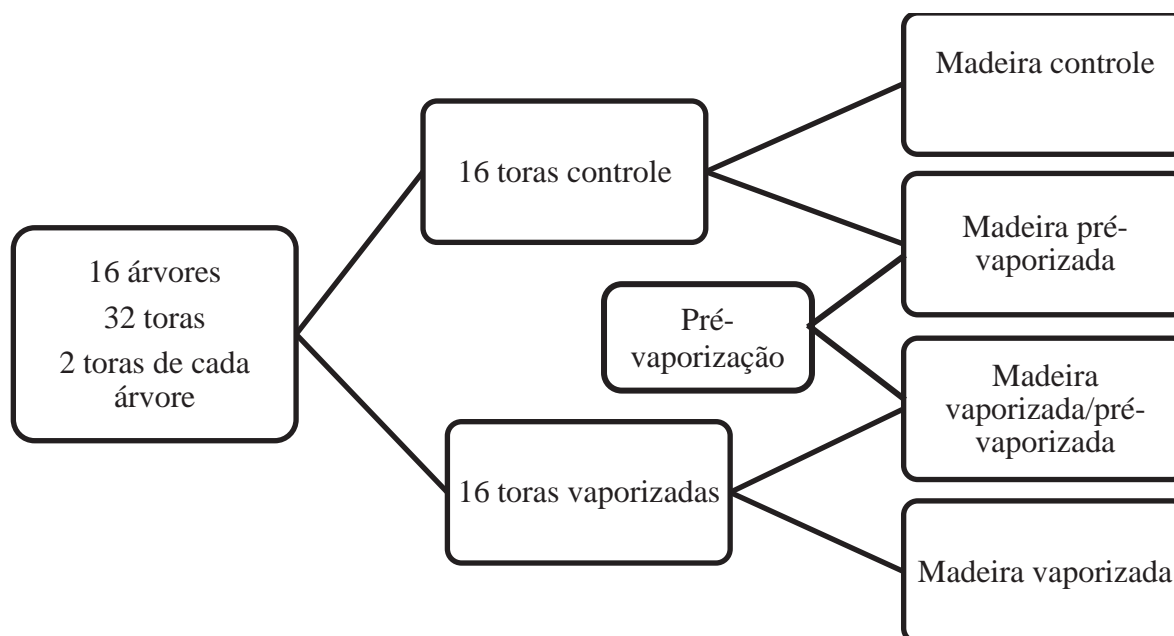 16 árvores
32 toras
2 toras de cada
árvore
16 toras controle
16 toras vaporizadas
Pré-
vaporização
Madeira controle
Madeira pré-
vaporizada
Madeira
vaporizada/pré-
vaporizada
Madeira vaporizada